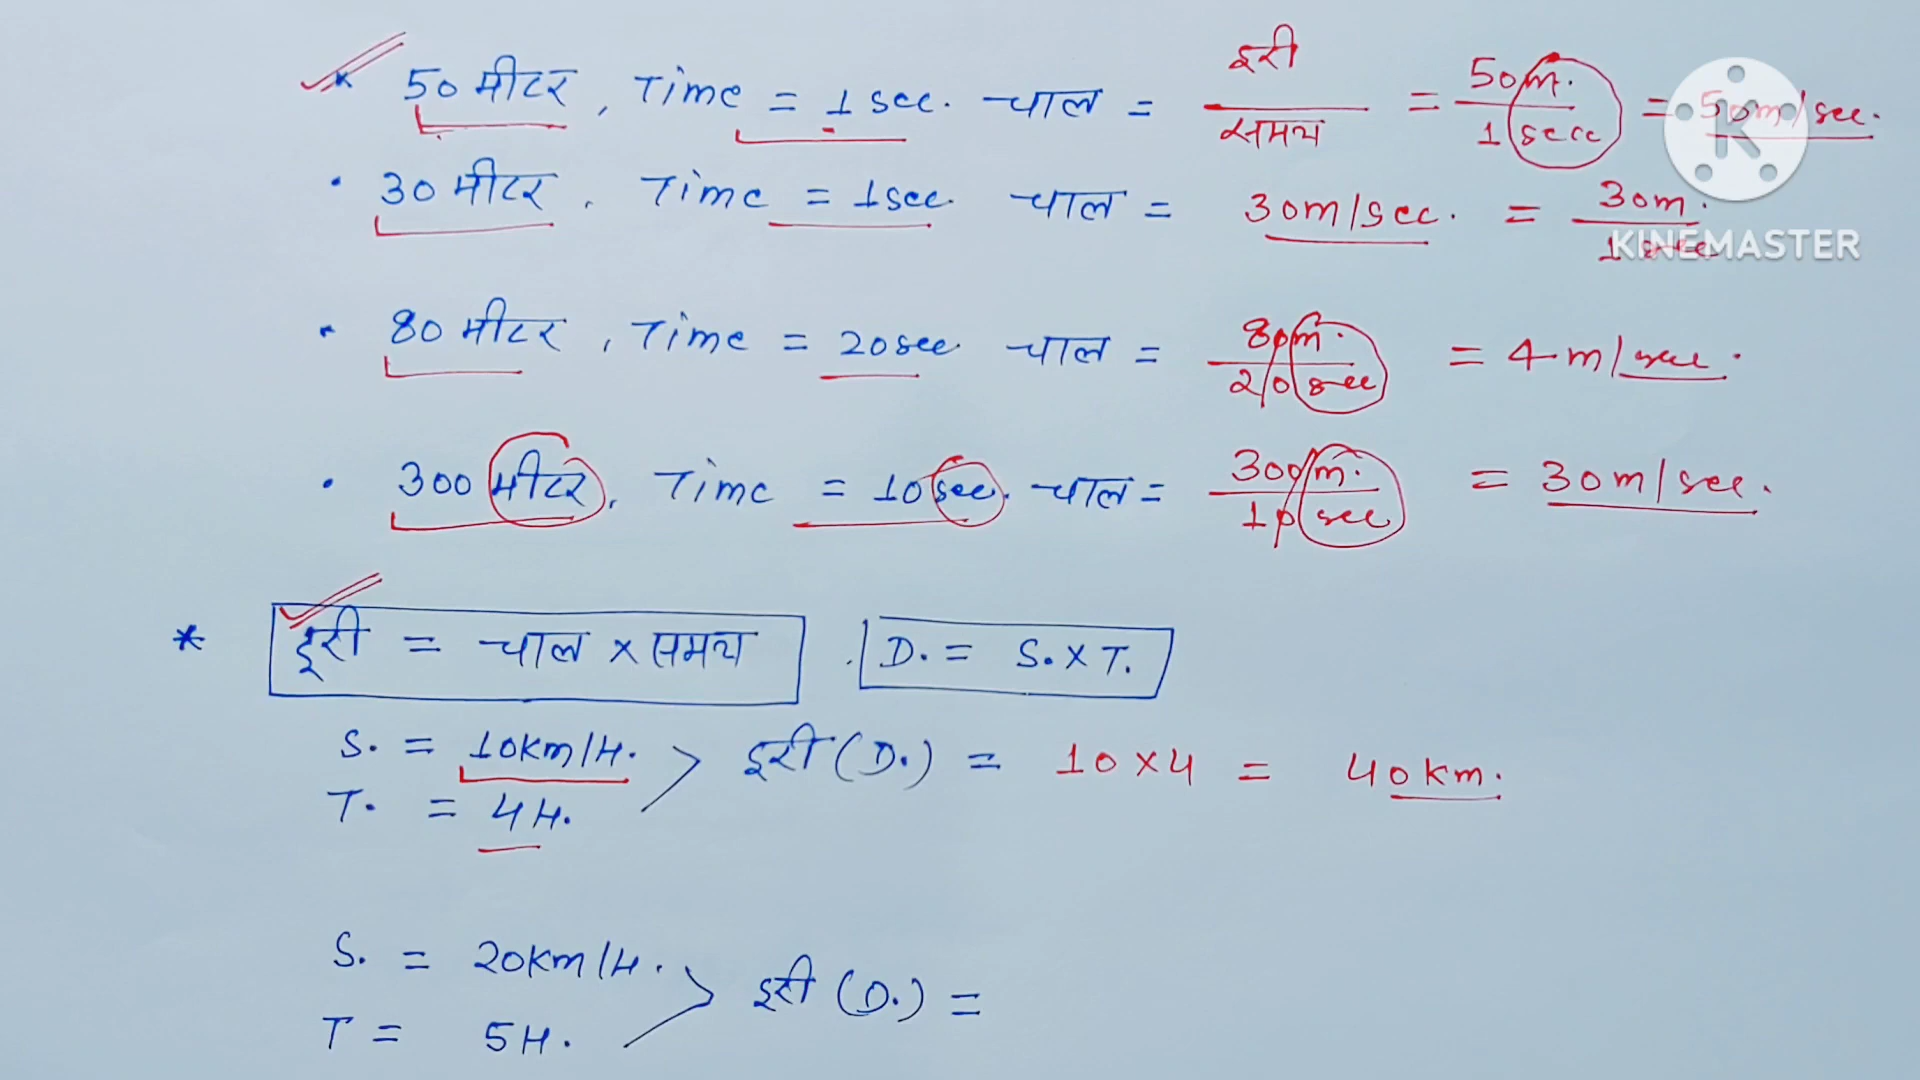 * 50 मीटर, Time = 1 sec. चाल = दूरी / समय = 50m. / 1 sec = 50m/sec.
• 30 मीटर, Time = 1 sec. चाल = 30m/sec. = 30m. / 1 sec
KINEMASTER
• 80 मीटर, Time = 20 sec चाल = 80m. / 20 sec = 4 m/sec.
• 300 मीटर, Time = 10 sec. चाल = 300m. / 10 sec = 30 m/sec.
* दूरी = चाल × समय . D. = S. × T.
S. = 10km/H.
T. = 4H.
दूरी (D.) = 10 × 4 = 40 km.
S. = 20km/H.
T = 5H.
दूरी (D.) =